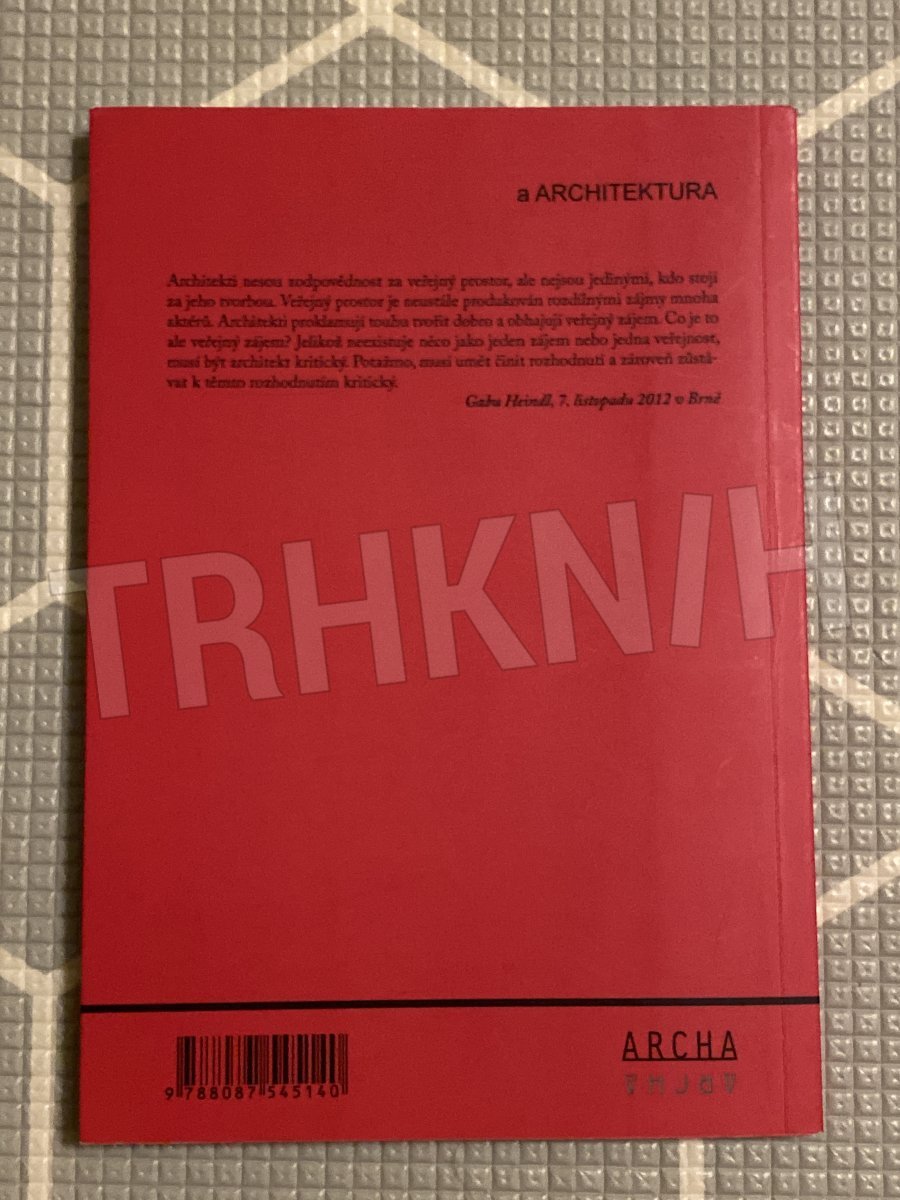 a ARCHITEKTURA
Architekti nesou zodpovědnost za veřejný prostor, ale nejsou jedinými, kdo stojí
za jeho tvorbou. Veřejný prostor je neustále produkován rozdílnými zájmy mnoha
aktérů. Architekti proklamují touhu tvořit dobro a obhajují veřejný zájem. Co je to
ale veřejný zájem? Jelikož neexistuje něco jako jeden zájem nebo jedna veřejnost,
musí být architekt kritický. Potažmo, musí umět činit rozhodnutí a zároveň zůstá-
vat k těmto rozhodnutím kritický.
Gabu Heindl, 7. listopadu 2012 v Brně
TRHKNIH
ARCHA
ARCHA
9 788087 545140